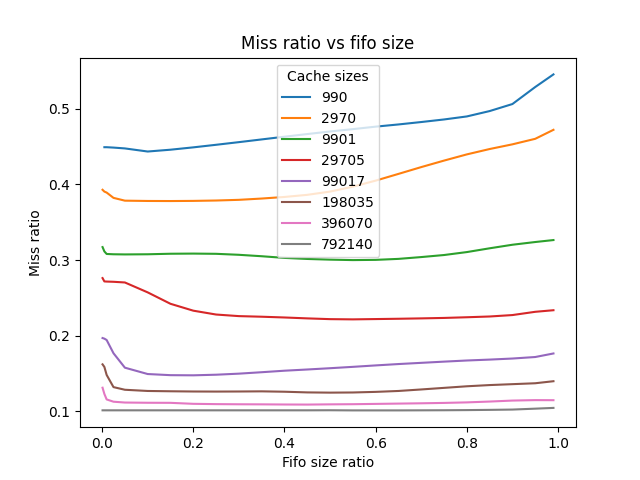 Miss ratio vs fifo size
Cache sizes
990
2970
9901
29705
99017
198035
396070
792140
0.5
0.4
0.3
0.2
0.1
Miss ratio
0.0 0.2 0.4 0.6 0.8 1.0
Fifo size ratio